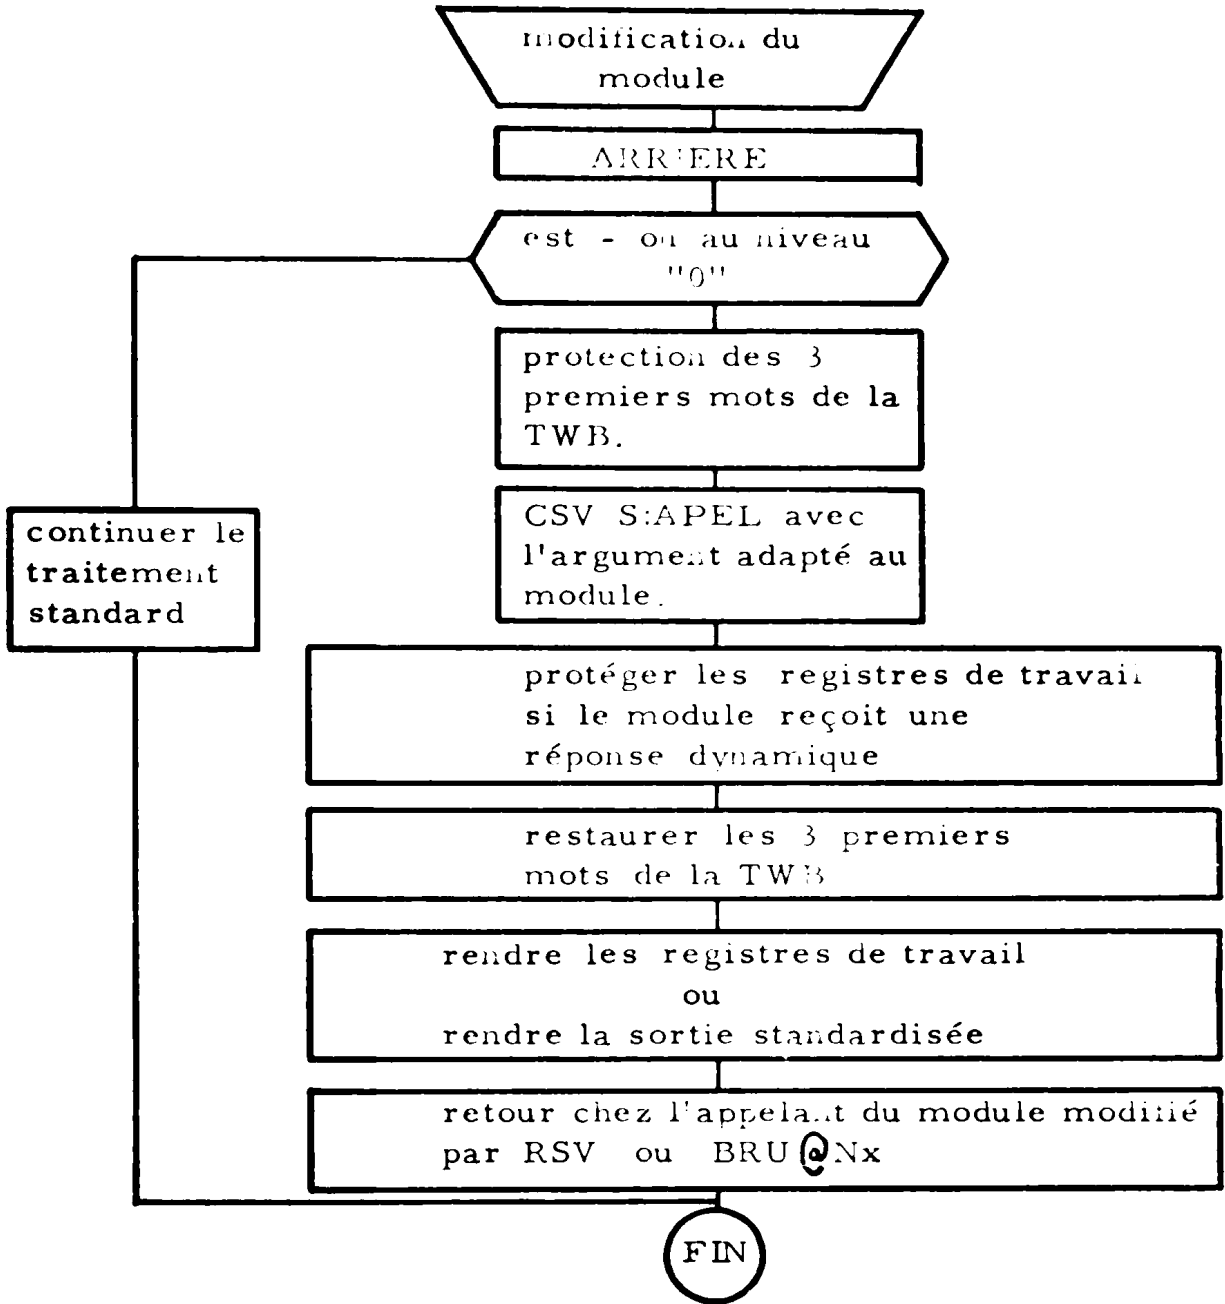 modification du
module
ARRIERE
est - on au niveau
"0"
protection des 3
premiers mots de la
TWB.
CSV S:APEL avec
l'argument adapté au
module.
continuer le
traitement
standard
protéger les registres de travail
si le module reçoit une
réponse dynamique
restaurer les 3 premiers
mots de la TWB
rendre les registres de travail
ou
rendre la sortie standardisée
retour chez l'appelant du module modifié
par RSV ou BRU @Nx
FIN